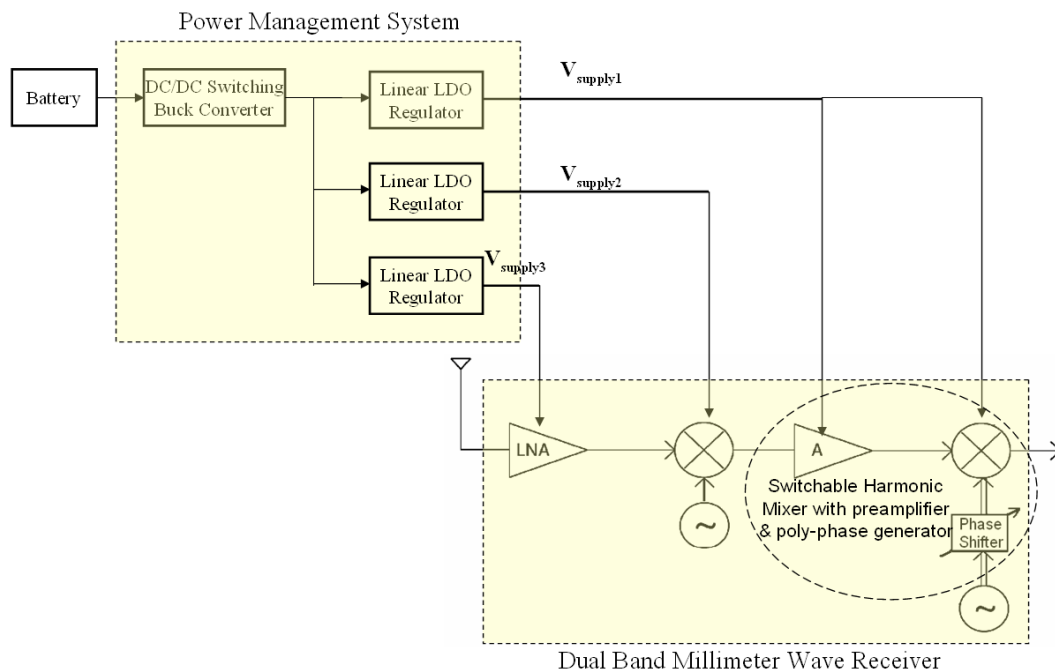 Power Management System
Battery
DC/DC Switching
Buck Converter
Linear LDO
Regulator
Vsupply1
Linear LDO
Regulator
Vsupply2
Linear LDO
Regulator
Vsupply3
LNA
A
Switchable Harmonic
Mixer with preamplifier
& poly-phase generator
Phase
Shifter
~
~
Dual Band Millimeter Wave Receiver